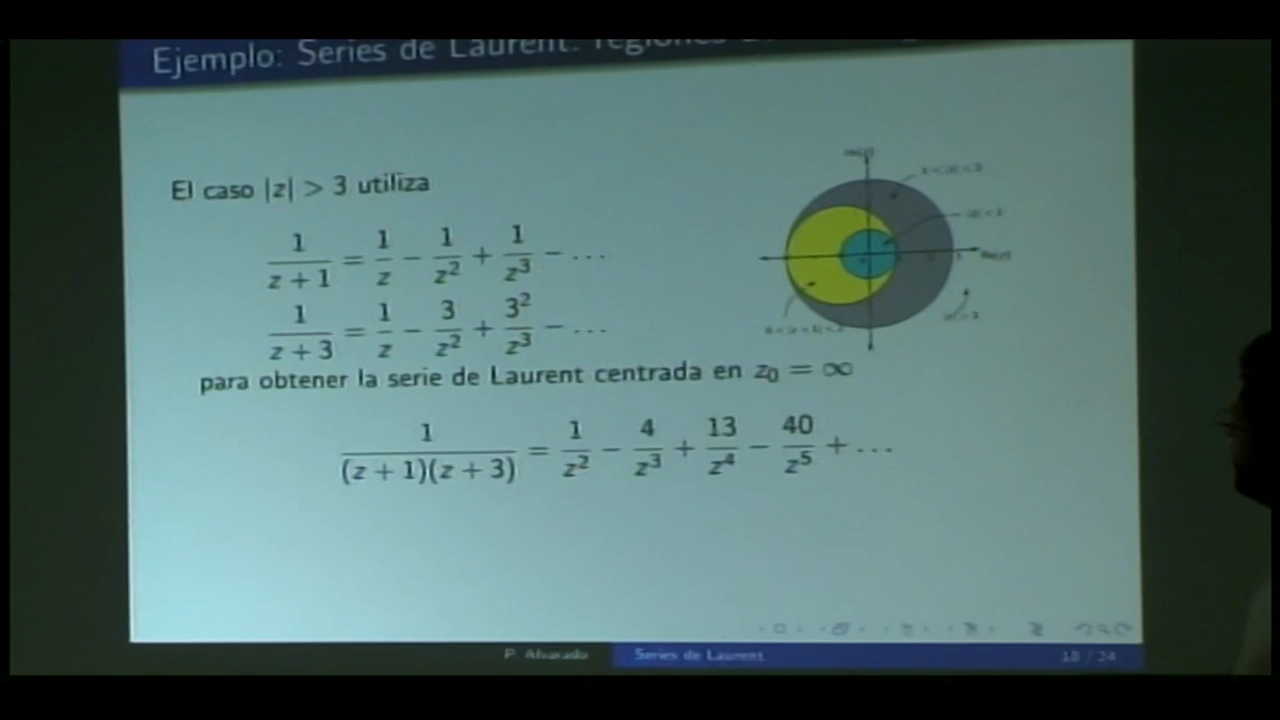 Ejemplo: Series de Laurent: regiones
El caso |z| > 3 utiliza
1/(z + 1) = 1/z − 1/z² + 1/z³ − ...
1/(z + 3) = 1/z − 3/z² + 3²/z³ − ...
para obtener la serie de Laurent centrada en z₀ = ∞
1/((z + 1)(z + 3)) = 1/z² − 4/z³ + 13/z⁴ − 40/z⁵ + ...
P. Alvarado
Series de Laurent
18 / 24